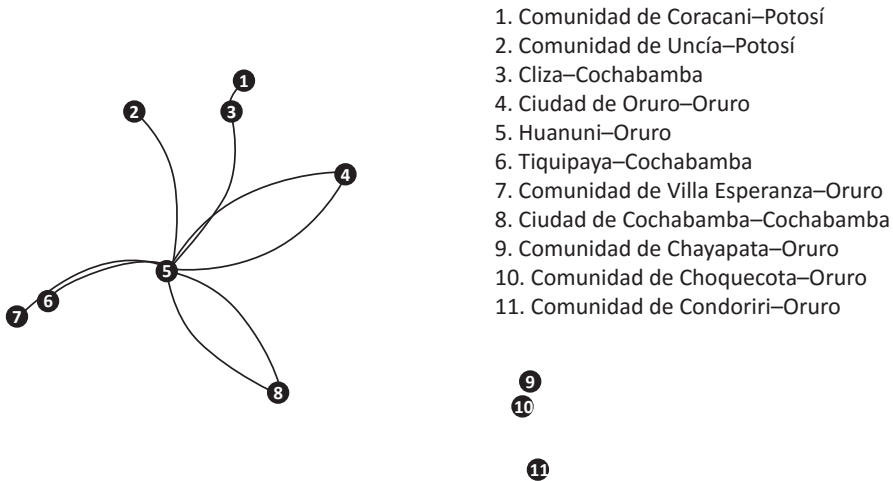 1. Comunidad de Coracani–Potosí
2. Comunidad de Uncía–Potosí
3. Cliza–Cochabamba
4. Ciudad de Oruro–Oruro
5. Huanuni–Oruro
6. Tiquipaya–Cochabamba
7. Comunidad de Villa Esperanza–Oruro
8. Ciudad de Cochabamba–Cochabamba
9. Comunidad de Chayapata–Oruro
10. Comunidad de Choquecota–Oruro
11. Comunidad de Condoriri–Oruro
1
2
3
4
5
6
7
8
9
10
11